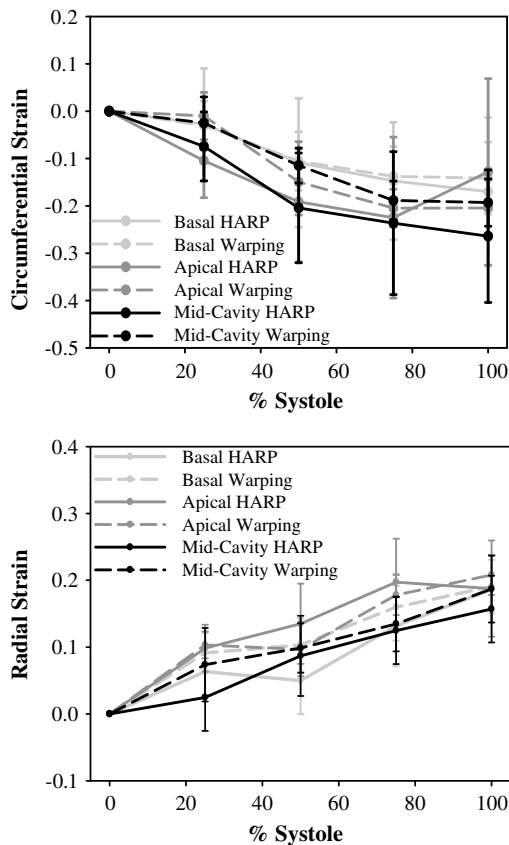 0.2
0.1
0.0
-0.1
-0.2
-0.3
-0.4
-0.5
Circumferential Strain
Basal HARP
Basal Warping
Apical HARP
Apical Warping
Mid-Cavity HARP
Mid-Cavity Warping
0 20 40 60 80 100
% Systole
0.4
0.3
0.2
0.1
0.0
-0.1
Radial Strain
Basal HARP
Basal Warping
Apical HARP
Apical Warping
Mid-Cavity HARP
Mid-Cavity Warping
0 20 40 60 80 100
% Systole